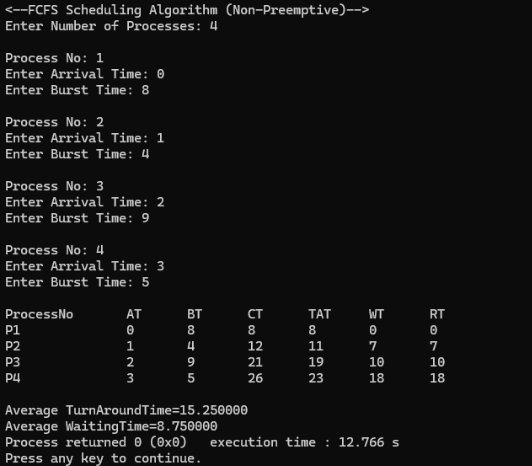 <--FCFS Scheduling Algorithm (Non-Preemptive)-->
Enter Number of Processes: 4
Process No: 1
Enter Arrival Time: 0
Enter Burst Time: 8
Process No: 2
Enter Arrival Time: 1
Enter Burst Time: 4
Process No: 3
Enter Arrival Time: 2
Enter Burst Time: 9
Process No: 4
Enter Arrival Time: 3
Enter Burst Time: 5
ProcessNo AT BT CT TAT WT RT
P1 0 8 8 8 0 0
P2 1 4 12 11 7 7
P3 2 9 21 19 10 10
P4 3 5 26 23 18 18
Average TurnAroundTime=15.250000
Average WaitingTime=8.750000
Process returned 0 (0x0) execution time : 12.766 s
Press any key to continue.